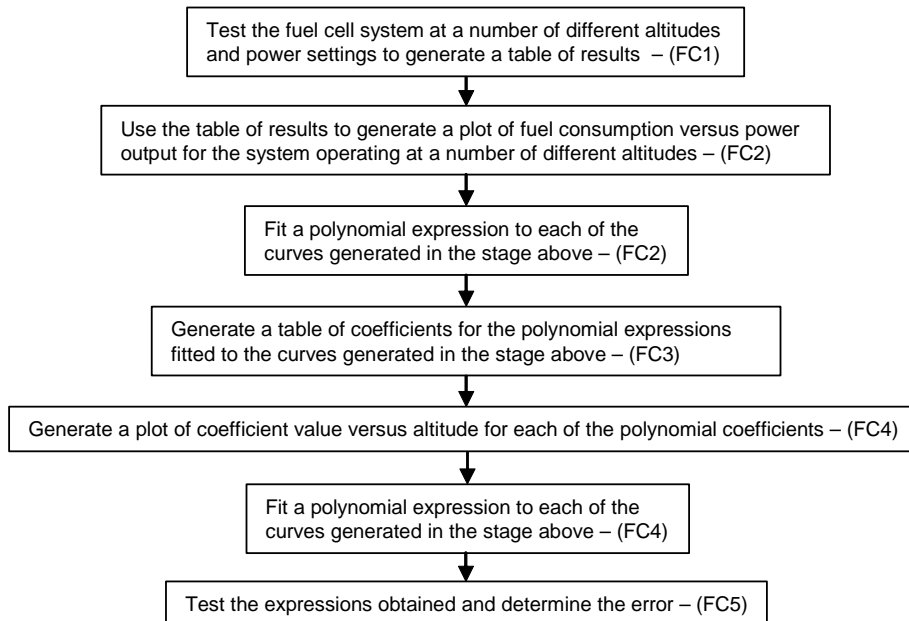 Test the fuel cell system at a number of different altitudes
and power settings to generate a table of results – (FC1)
Use the table of results to generate a plot of fuel consumption versus power
output for the system operating at a number of different altitudes – (FC2)
Fit a polynomial expression to each of the
curves generated in the stage above – (FC2)
Generate a table of coefficients for the polynomial expressions
fitted to the curves generated in the stage above – (FC3)
Generate a plot of coefficient value versus altitude for each of the polynomial coefficients – (FC4)
Fit a polynomial expression to each of the
curves generated in the stage above – (FC4)
Test the expressions obtained and determine the error – (FC5)